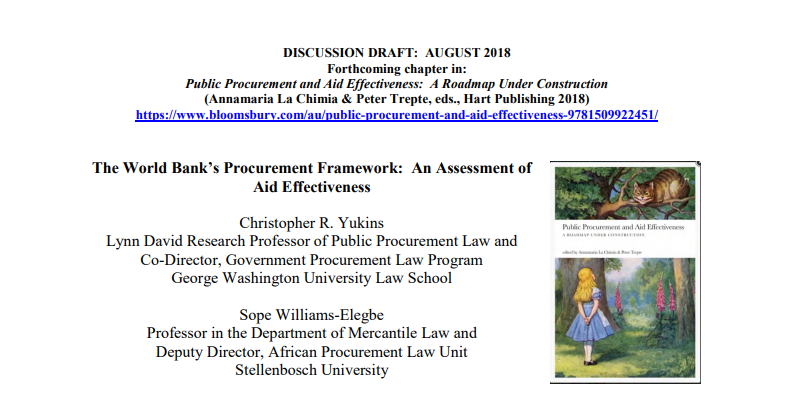 DISCUSSION DRAFT: AUGUST 2018
Forthcoming chapter in:
Public Procurement and Aid Effectiveness: A Roadmap Under Construction
(Annamaria La Chimia & Peter Trepte, eds., Hart Publishing 2018)
https://www.bloomsbury.com/au/public-procurement-and-aid-effectiveness-9781509922451/
The World Bank's Procurement Framework: An Assessment of
Aid Effectiveness
Christopher R. Yukins
Lynn David Research Professor of Public Procurement Law and
Co-Director, Government Procurement Law Program
George Washington University Law School
Sope Williams-Elegbe
Professor in the Department of Mercantile Law and
Deputy Director, African Procurement Law Unit
Stellenbosch University
Public Procurement and Aid Effectiveness
A ROADMAP UNDER CONSTRUCTION
edited by Annamaria La Chimia & Peter Trepte